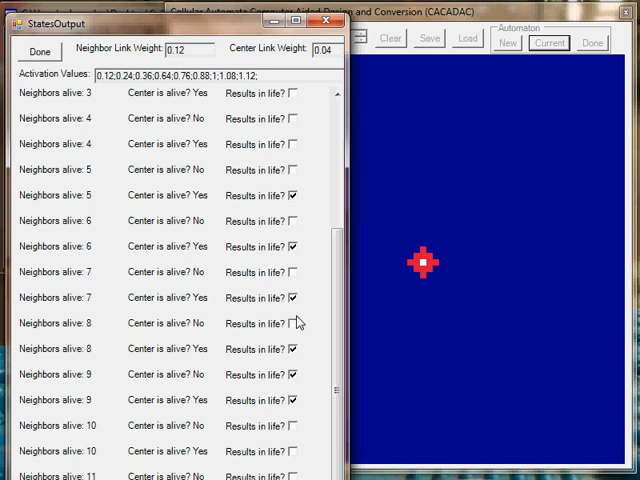 StatesOutput
Cellular Automata Computer Aided Design and Conversion (CACADAC)
Done
Neighbor Link Weight: 0.12
Center Link Weight: 0.04
Clear
Save
Load
Automaton
New
Current
Done
Activation Values: 0.12;0.24;0.36;0.64;0.76;0.88;1;1.08;1.12;
Neighbors alive: 3 Center is alive? Yes Results in life?
Neighbors alive: 4 Center is alive? No Results in life?
Neighbors alive: 4 Center is alive? Yes Results in life?
Neighbors alive: 5 Center is alive? No Results in life?
Neighbors alive: 5 Center is alive? Yes Results in life?
Neighbors alive: 6 Center is alive? No Results in life?
Neighbors alive: 6 Center is alive? Yes Results in life?
Neighbors alive: 7 Center is alive? No Results in life?
Neighbors alive: 7 Center is alive? Yes Results in life?
Neighbors alive: 8 Center is alive? No Results in life?
Neighbors alive: 8 Center is alive? Yes Results in life?
Neighbors alive: 9 Center is alive? No Results in life?
Neighbors alive: 9 Center is alive? Yes Results in life?
Neighbors alive: 10 Center is alive? No Results in life?
Neighbors alive: 10 Center is alive? Yes Results in life?
Neighbors alive: 11 Center is alive? No Results in life?